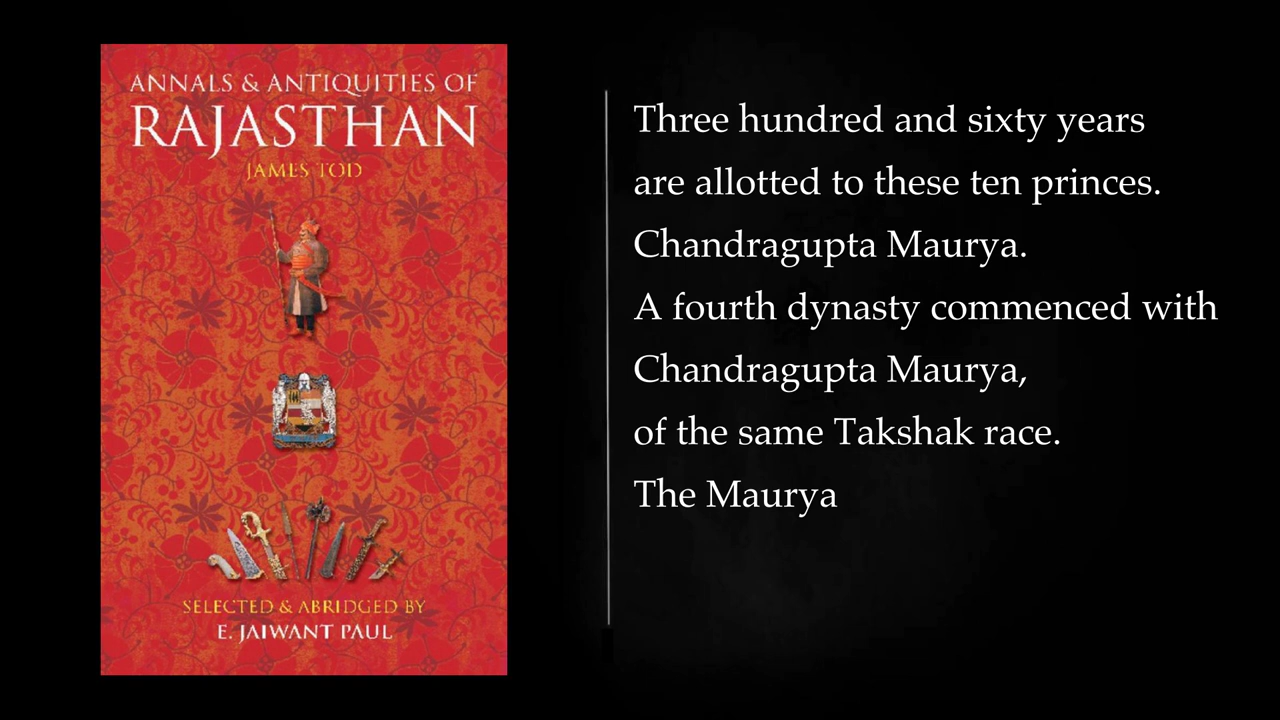 ANNALS & ANTIQUITIES OF
RAJASTHAN
JAMES TOD
SELECTED & ABRIDGED BY
E. JAIWANT PAUL
Three hundred and sixty years
are allotted to these ten princes.
Chandragupta Maurya.
A fourth dynasty commenced with
Chandragupta Maurya,
of the same Takshak race.
The Maurya